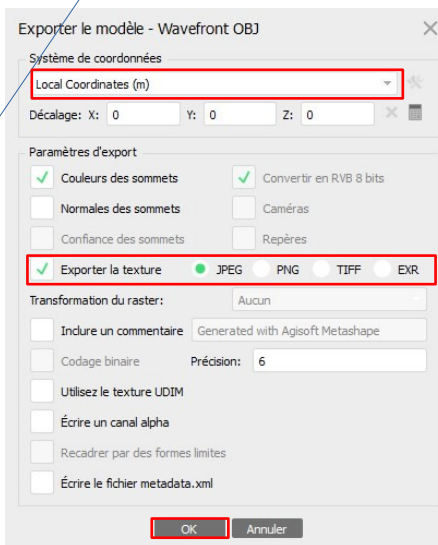 Exporter le modèle - Wavefront OBJ
Système de coordonnées
Local Coordinates (m)
Décalage: X: 0 Y: 0 Z: 0
Paramètres d'export
Couleurs des sommets Convertir en RVB 8 bits
Normales des sommets Caméras
Confiance des sommets Repères
Exporter la texture JPEG PNG TIFF EXR
Transformation du raster: Aucun
Inclure un commentaire Generated with Agisoft Metashape
Codage binaire Précision: 6
Utilisez le texture UDIM
Écrire un canal alpha
Recadrer par des formes limites
Écrire le fichier metadata.xml
OK Annuler